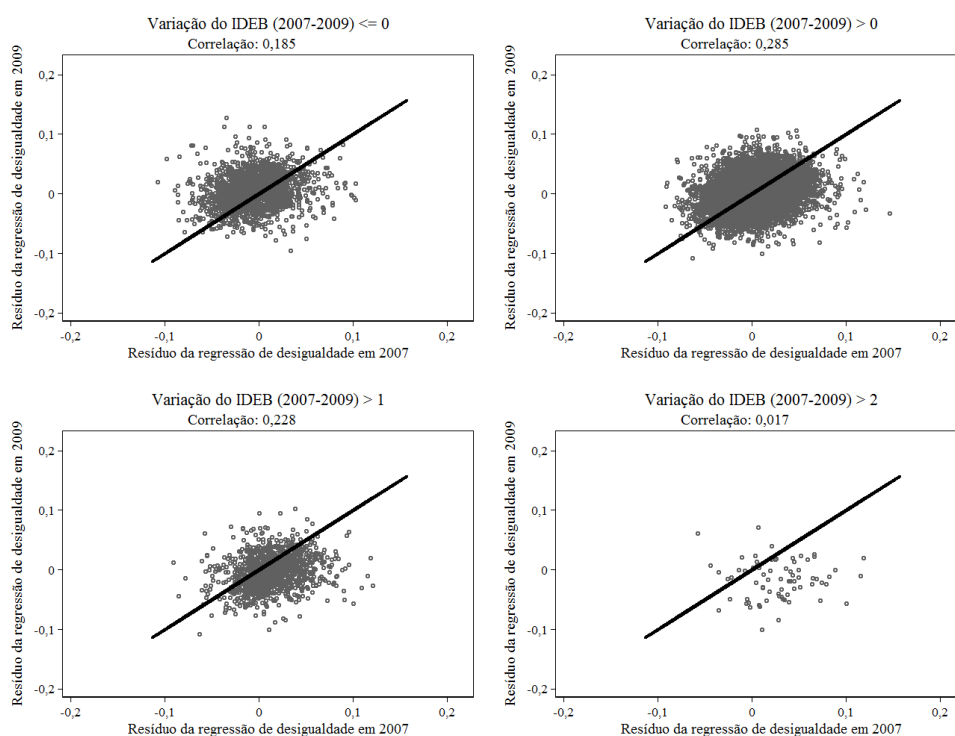 Variação do IDEB (2007-2009) <= 0
Correlação: 0,185
Resíduo da regressão de desigualdade em 2009
0,2
0,1
0
-0,1
-0,2
-0,2 -0,1 0 0,1 0,2
Resíduo da regressão de desigualdade em 2007
Variação do IDEB (2007-2009) > 0
Correlação: 0,285
Resíduo da regressão de desigualdade em 2009
0,2
0,1
0
-0,1
-0,2
-0,2 -0,1 0 0,1 0,2
Resíduo da regressão de desigualdade em 2007
Variação do IDEB (2007-2009) > 1
Correlação: 0,228
Resíduo da regressão de desigualdade em 2009
0,2
0,1
0
-0,1
-0,2
-0,2 -0,1 0 0,1 0,2
Resíduo da regressão de desigualdade em 2007
Variação do IDEB (2007-2009) > 2
Correlação: 0,017
Resíduo da regressão de desigualdade em 2009
0,2
0,1
0
-0,1
-0,2
-0,2 -0,1 0 0,1 0,2
Resíduo da regressão de desigualdade em 2007